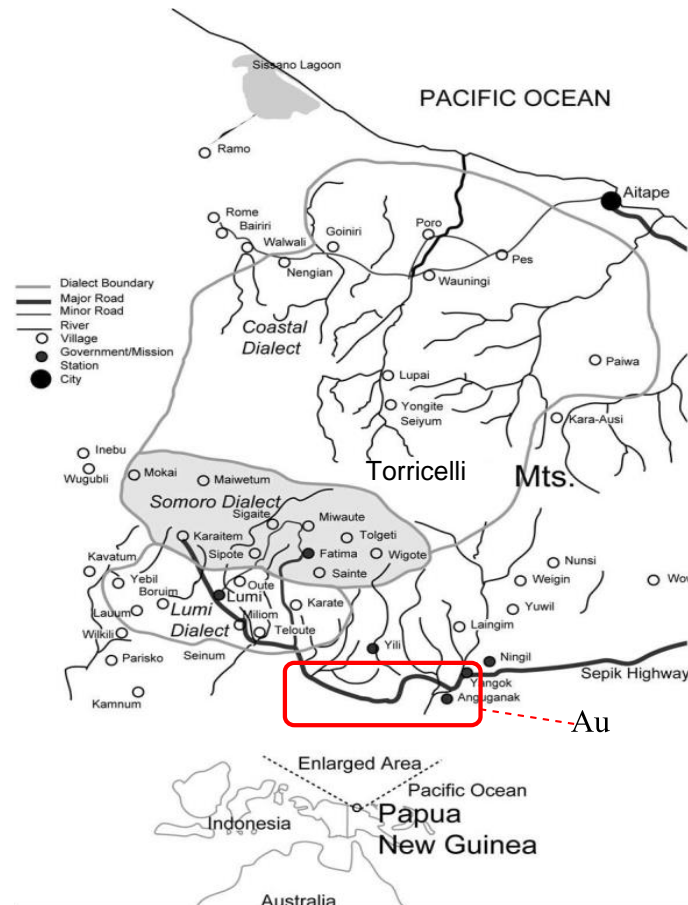 Sissano Lagoon
PACIFIC OCEAN
Ramo
Aitape
Rome
Bairiri
Walwali
Goiniri
Poro
Pes
Nengian
Wauningi
Dialect Boundary
Major Road
Minor Road
River
Village
Government/Mission
Station
City
Coastal
Dialect
Paiwa
Lupai
Yongite
Seiyum
Kara-Ausi
Inebu
Wugubli
Mokai
Maiwetum
Torricelli
Mts.
Somoro Dialect
Sigaite
Miwaute
Karaitem
Tolgeti
Sipote
Fatima
Wigote
Kavatum
Sainte
Nunsi
Weigin
Yebil
Boruim
Oute
Lumi
Karate
Yuwil
Lauum
Lumi
Dialect
Miliom
Teloute
Laingim
Wilkili
Seinum
Yili
Parisko
Ningil
Yangok
Sepik Highway
Kamnum
Anguganak
Au
Enlarged Area
Pacific Ocean
Indonesia
Papua
New Guinea
Australia